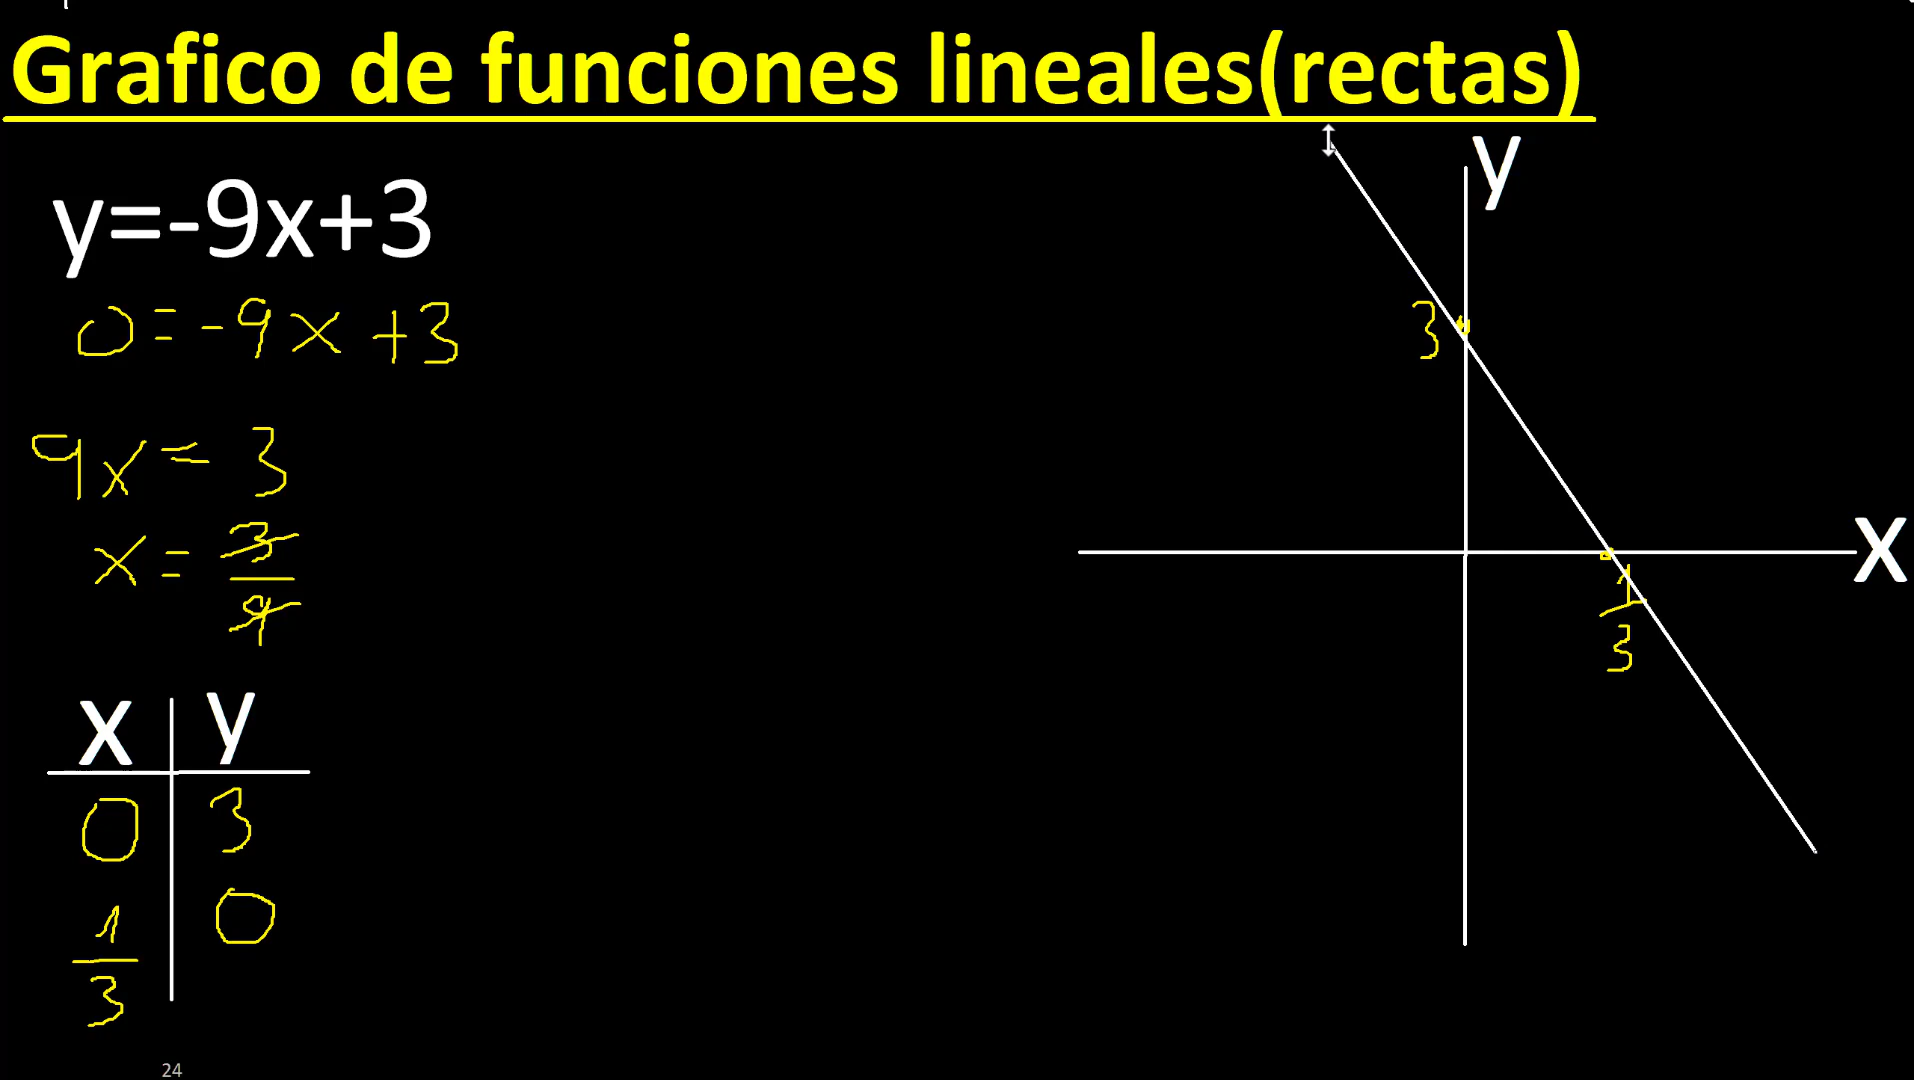 Grafico de funciones lineales(rectas)
y=-9x+3
0=-9x+3
9x=3
x=3/9
x y
0 3
1/3 0
y
3
x
1/3
24